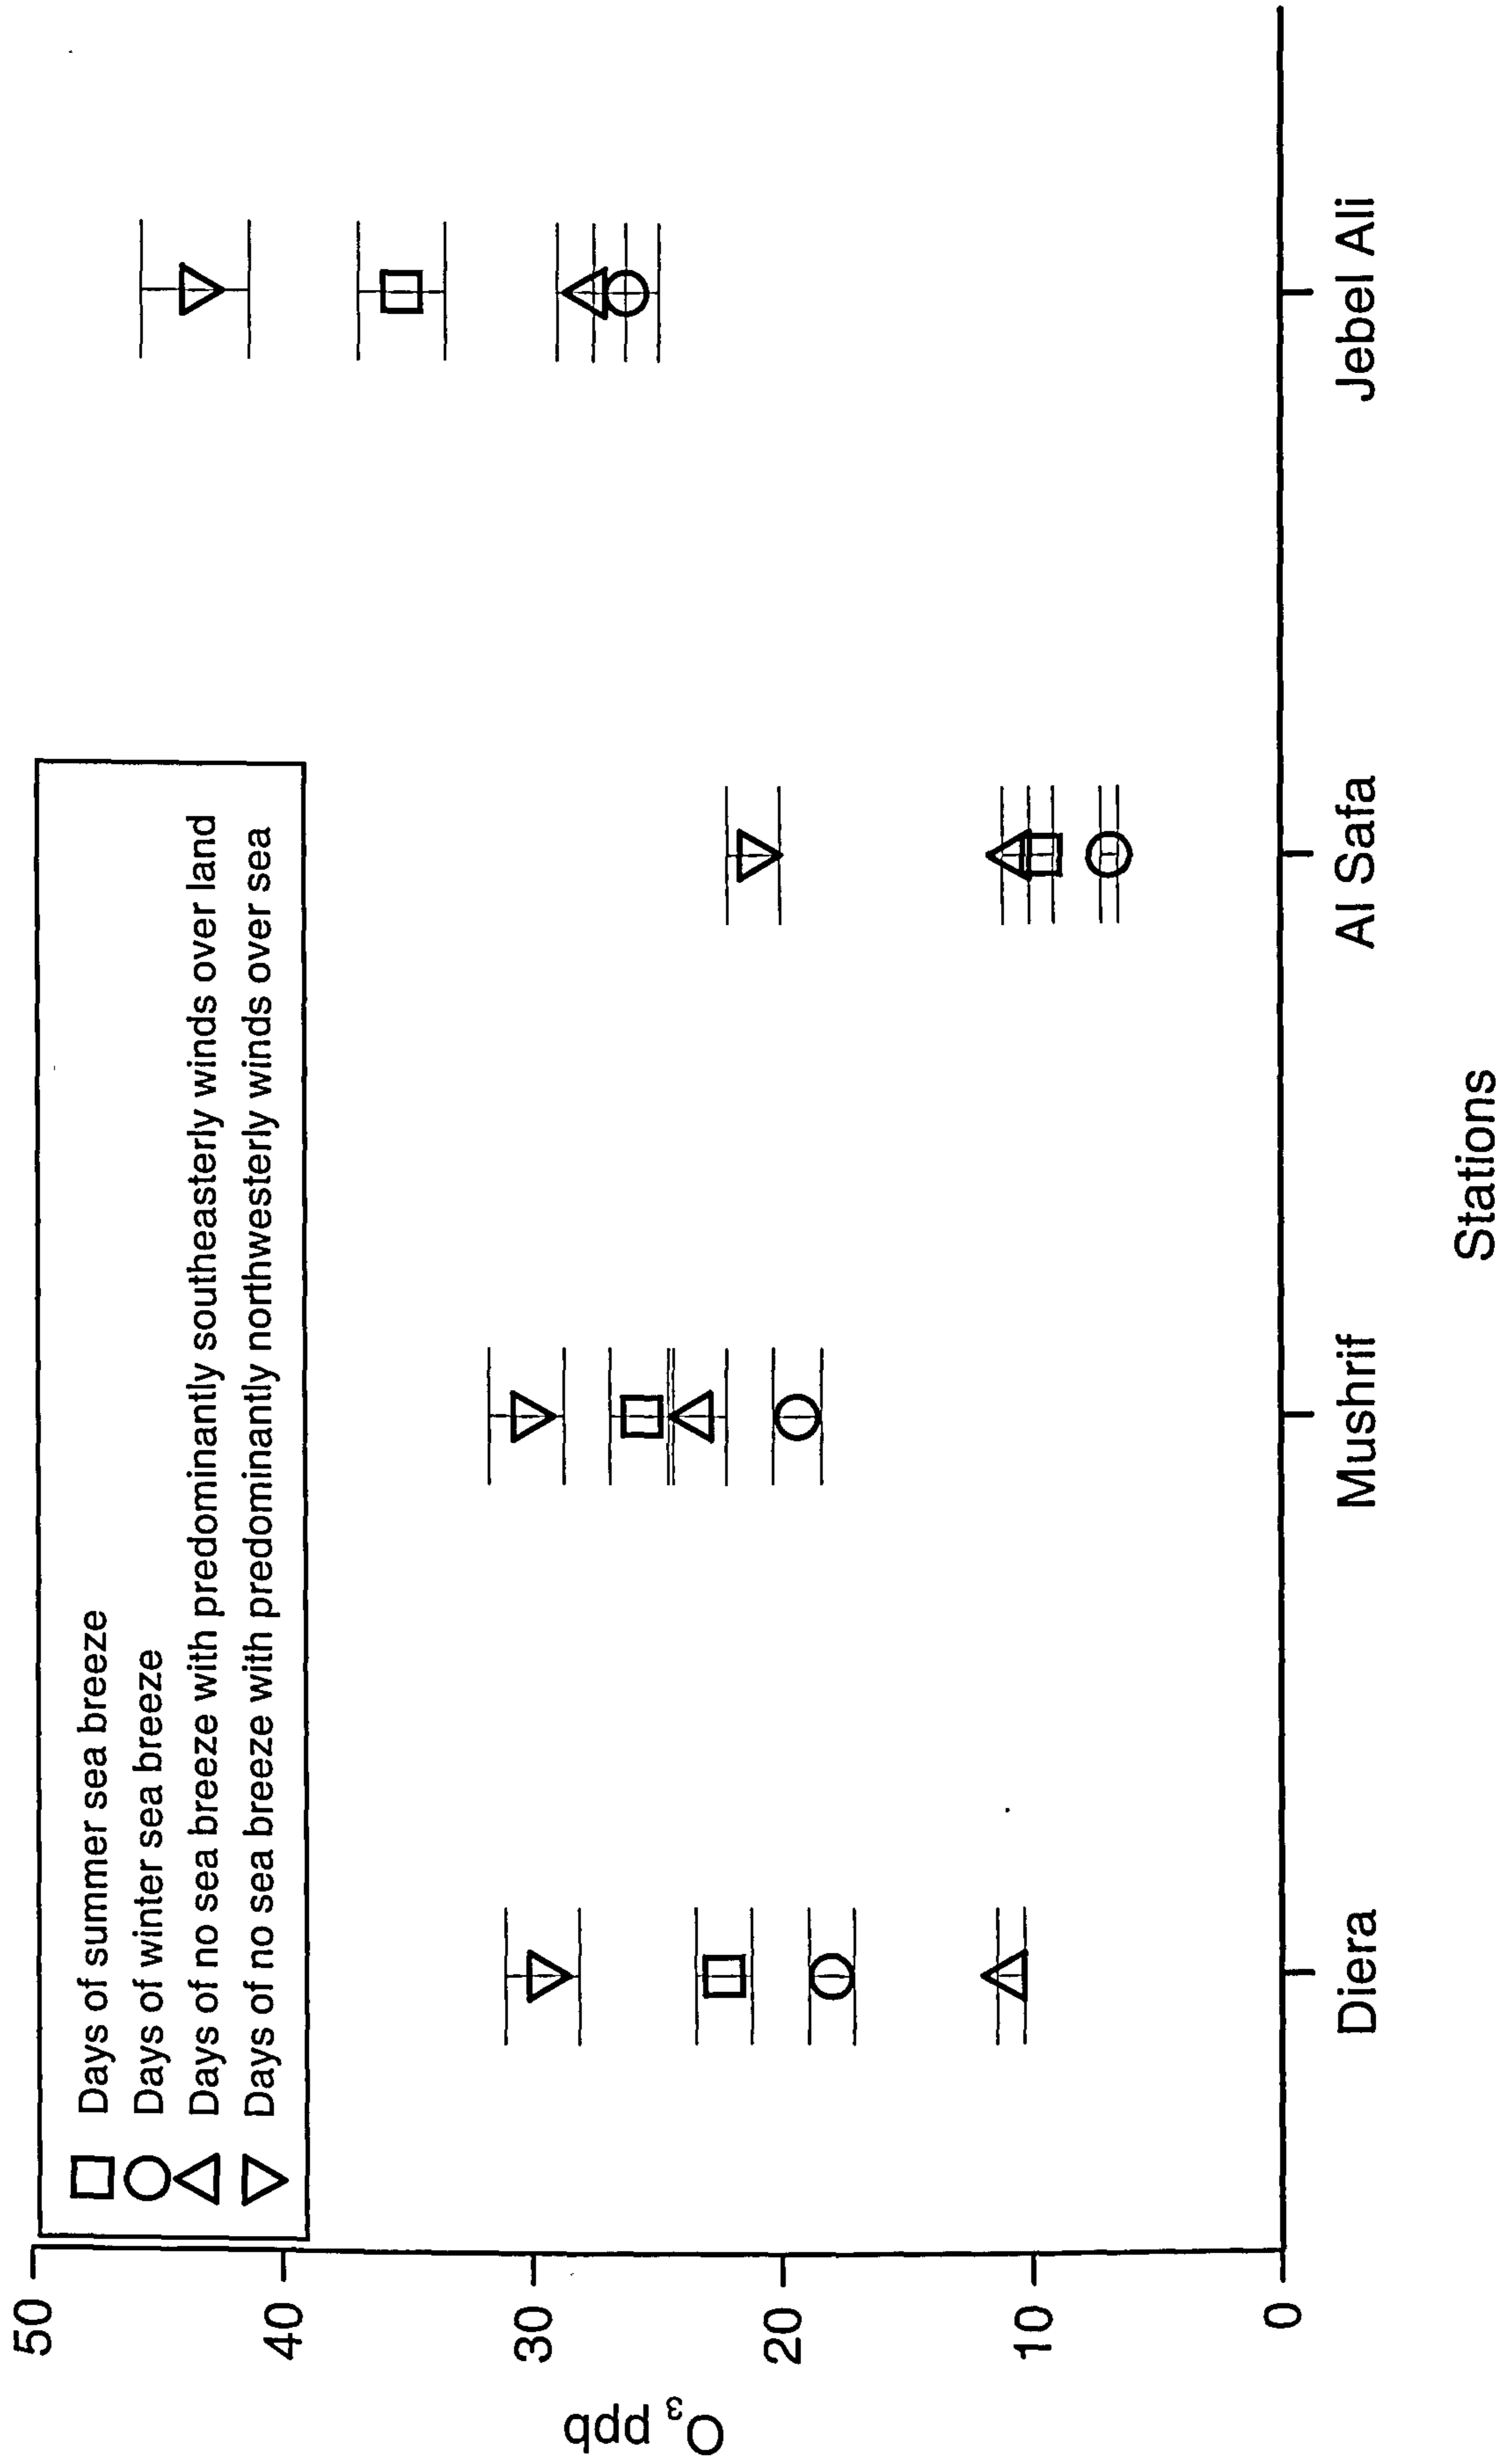 Days of summer sea breeze
Days of winter sea breeze
Days of no sea breeze with predominantly southeasterly winds over land
Days of no sea breeze with predominantly northwesterly winds over sea
50
40
30
20
10
0
O₃ ppb
Diera
Mushrif
Al Safa
Jebel Ali
Stations